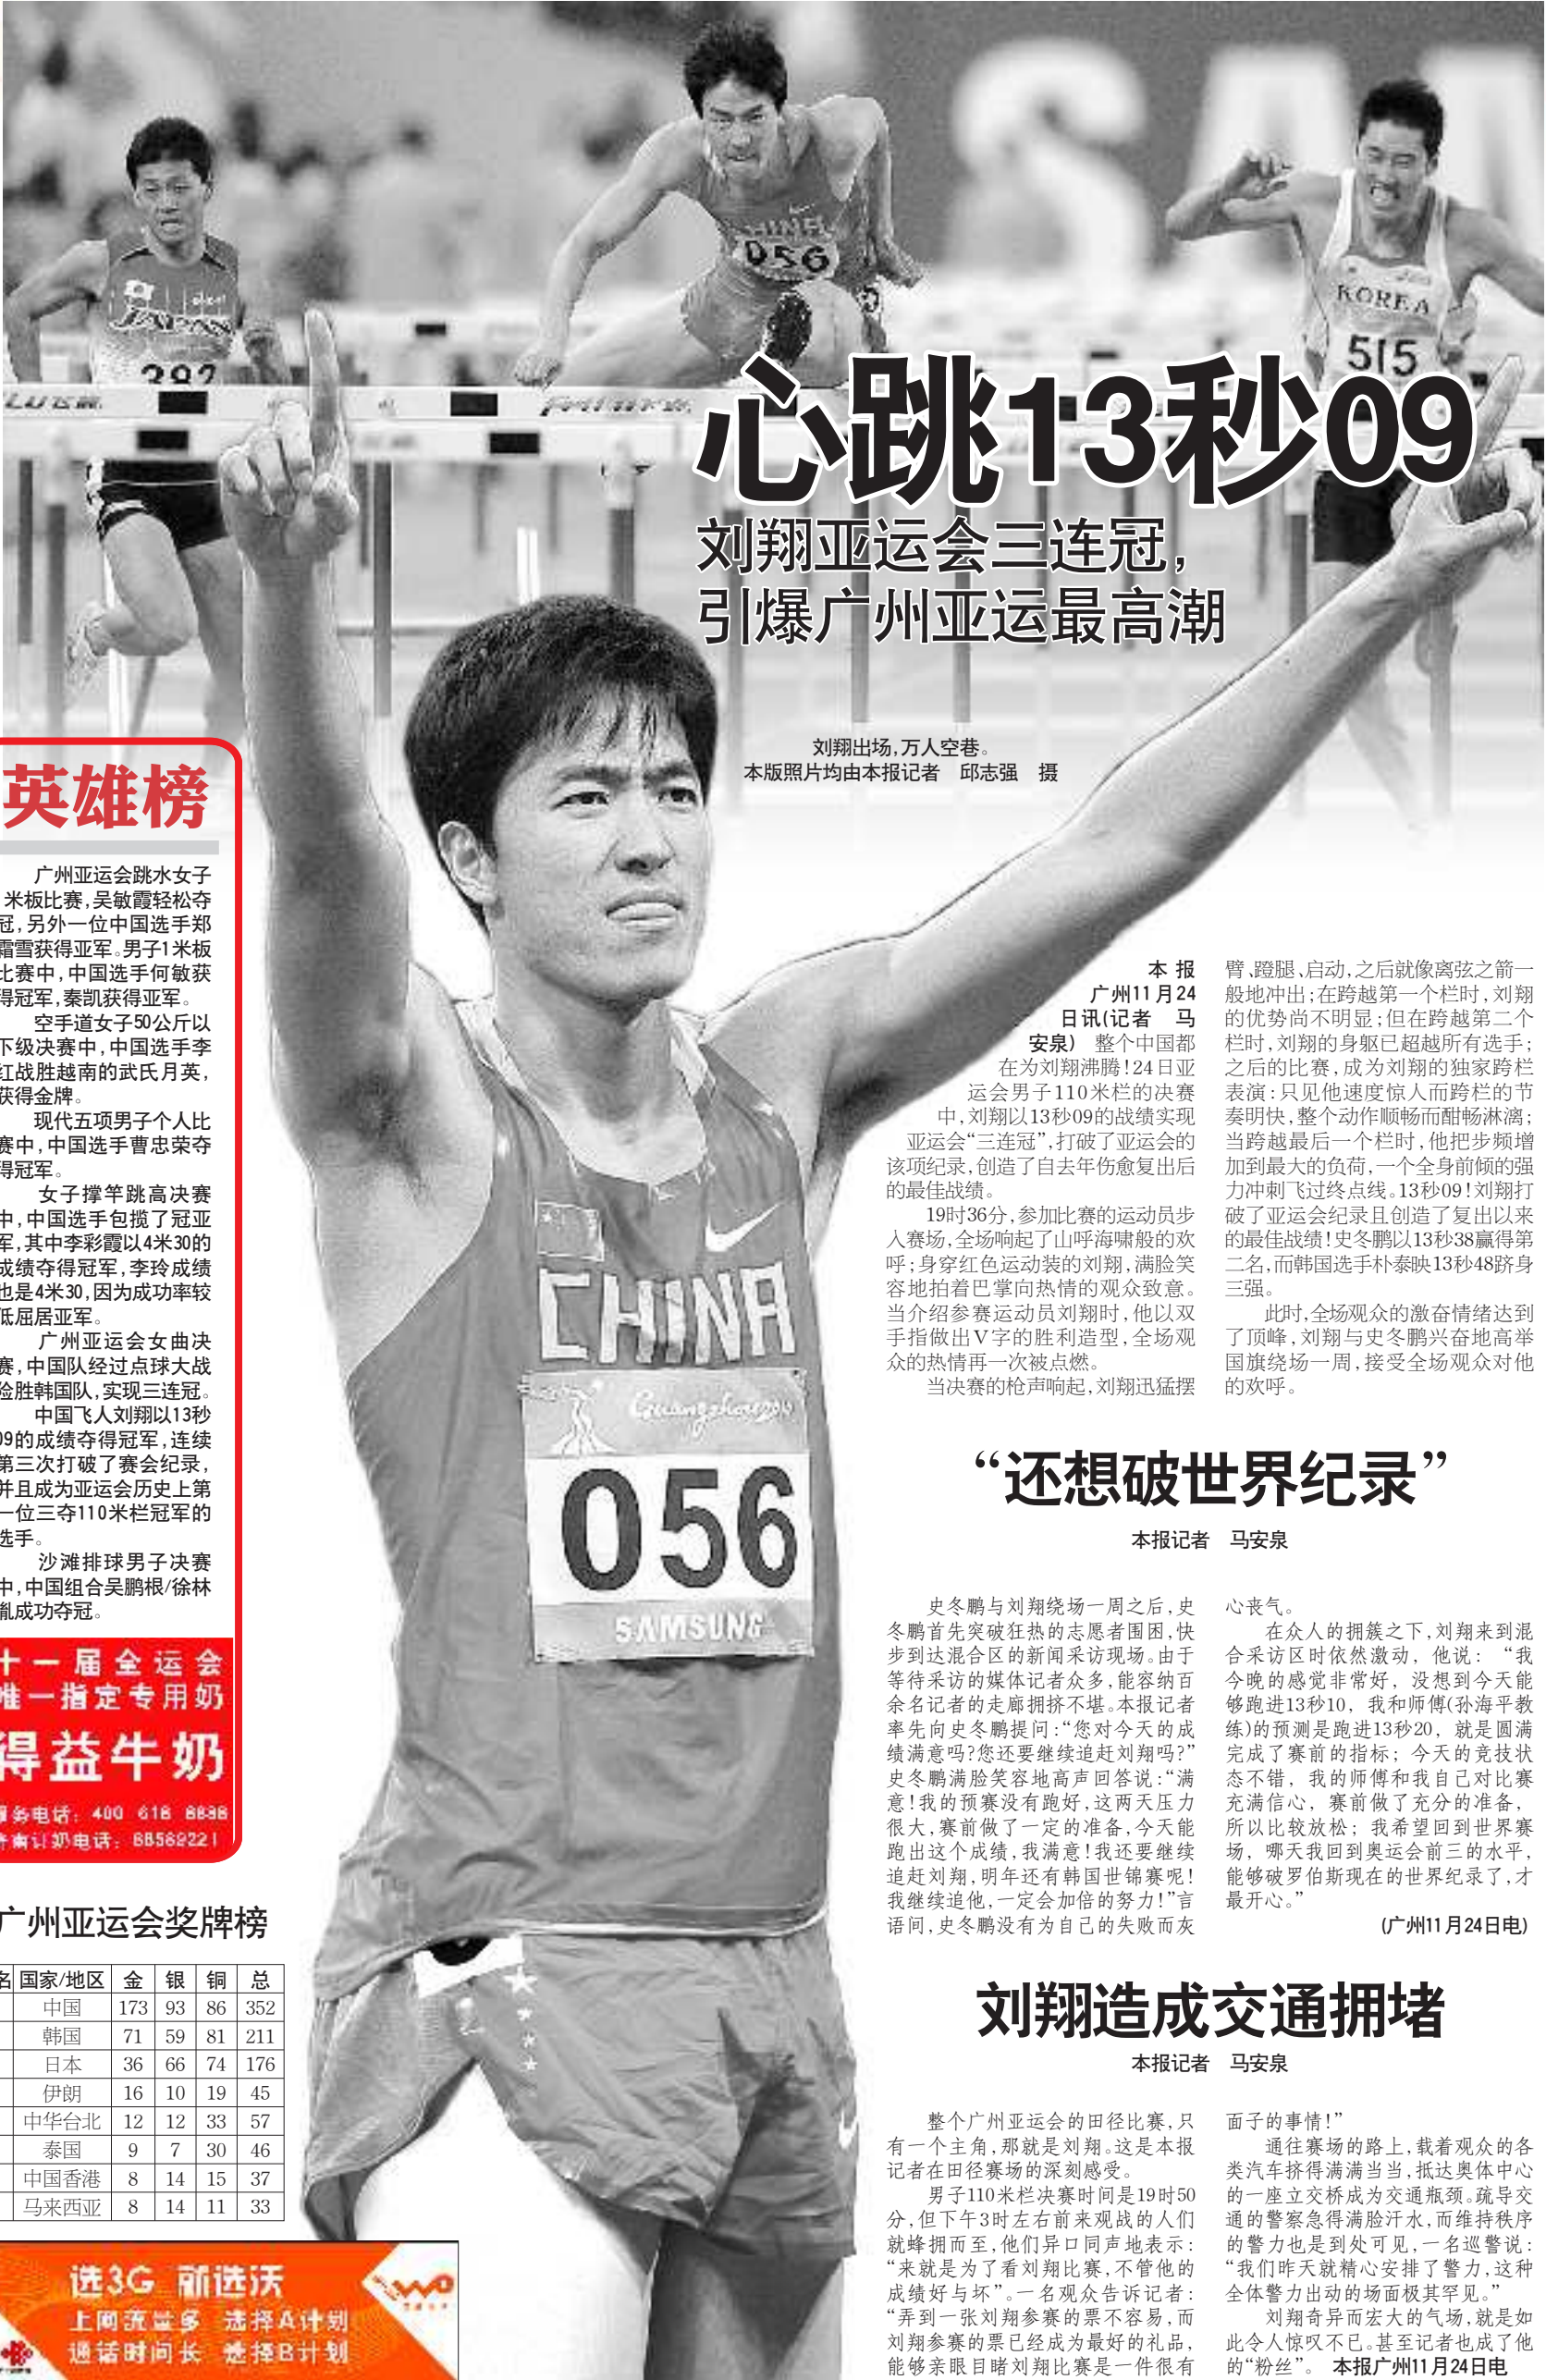 JAPAN
392
CHINA
056
KOREA
515
心跳13秒09
刘翔亚运会三连冠，
引爆广州亚运最高潮
刘翔出场,万人空巷。
本版照片均由本报记者 邱志强 摄
英雄榜
广州亚运会跳水女子
米板比赛,吴敏霞轻松夺
冠,另外一位中国选手郑
霜雪获得亚军。男子1米板
比赛中,中国选手何敏获
得冠军,秦凯获得亚军。
空手道女子50公斤以
下级决赛中,中国选手李
红战胜越南的武氏月英,
获得金牌。
现代五项男子个人比
赛中,中国选手曹忠荣夺
得冠军。
女子撑竿跳高决赛
中,中国选手包揽了冠亚
军,其中李彩霞以4米30的
成绩夺得冠军,李玲成绩
也是4米30,因为成功率较
低屈居亚军。
广州亚运会女曲决
赛,中国队经过点球大战
险胜韩国队,实现三连冠。
中国飞人刘翔以13秒
09的成绩夺得冠军,连续
第三次打破了赛会纪录,
并且成为亚运会历史上第
一位三夺110米栏冠军的
选手。
沙滩排球男子决赛
中,中国组合吴鹏根/徐林
胤成功夺冠。
十一届全运会
唯一指定专用奶
得益牛奶
服务电话：400 618 8888
济南订奶电话：88569221
广州亚运会奖牌榜
名 国家/地区 金 银 铜 总
中国 173 93 86 352
韩国 71 59 81 211
日本 36 66 74 176
伊朗 16 10 19 45
中华台北 12 12 33 57
泰国 9 7 30 46
中国香港 8 14 15 37
马来西亚 8 14 11 33
选3G 就选沃
上网流量多 选择A计划
通话时间长 选择B计划
CHINA
Guangzhou2010
056
SAMSUNG
本报
广州11月24
日讯(记者 马
安泉) 整个中国都
在为刘翔沸腾!24日亚
运会男子110米栏的决赛
中,刘翔以13秒09的战绩实现
亚运会“三连冠”,打破了亚运会的
该项纪录,创造了自去年伤愈复出后
的最佳战绩。
19时36分,参加比赛的运动员步
入赛场,全场响起了山呼海啸般的欢
呼;身穿红色运动装的刘翔,满脸笑
容地拍着巴掌向热情的观众致意。
当介绍参赛运动员刘翔时,他以双
手指做出V字的胜利造型,全场观
众的热情再一次被点燃。
当决赛的枪声响起,刘翔迅猛摆
臂、蹬腿、启动,之后就像离弦之箭一
般地冲出;在跨越第一个栏时,刘翔
的优势尚不明显;但在跨越第二个
栏时,刘翔的身躯已超越所有选手;
之后的比赛,成为刘翔的独家跨栏
表演:只见他速度惊人而跨栏的节
奏明快,整个动作顺畅而酣畅淋漓;
当跨越最后一个栏时,他把步频增
加到最大的负荷,一个全身前倾的强
力冲刺飞过终点线。13秒09!刘翔打
破了亚运会纪录且创造了复出以来
的最佳战绩!史冬鹏以13秒38赢得第
二名,而韩国选手朴泰映13秒48跻身
三强。
此时,全场观众的激奋情绪达到
了顶峰,刘翔与史冬鹏兴奋地高举
国旗绕场一周,接受全场观众对他
的欢呼。
“还想破世界纪录”
本报记者 马安泉
史冬鹏与刘翔绕场一周之后,史
冬鹏首先突破狂热的志愿者围困,快
步到达混合区的新闻采访现场。由于
等待采访的媒体记者众多,能容纳百
余名记者的走廊拥挤不堪。本报记者
率先向史冬鹏提问:“您对今天的成
绩满意吗?您还要继续追赶刘翔吗?”
史冬鹏满脸笑容地高声回答说:“满
意!我的预赛没有跑好,这两天压力
很大,赛前做了一定的准备,今天能
跑出这个成绩,我满意!我还要继续
追赶刘翔,明年还有韩国世锦赛呢!
我继续追他,一定会加倍的努力!”言
语间,史冬鹏没有为自己的失败而灰
心丧气。
在众人的拥簇之下,刘翔来到混
合采访区时依然激动，他说：“我
今晚的感觉非常好，没想到今天能
够跑进13秒10，我和师傅(孙海平教
练)的预测是跑进13秒20，就是圆满
完成了赛前的指标；今天的竞技状
态不错，我的师傅和我自己对比赛
充满信心，赛前做了充分的准备，
所以比较放松；我希望回到世界赛
场，哪天我回到奥运会前三的水平,
能够破罗伯斯现在的世界纪录了,才
最开心。”
(广州11月24日电)
刘翔造成交通拥堵
本报记者 马安泉
整个广州亚运会的田径比赛,只
有一个主角,那就是刘翔。这是本报
记者在田径赛场的深刻感受。
男子110米栏决赛时间是19时50
分,但下午3时左右前来观战的人们
就蜂拥而至,他们异口同声地表示:
“来就是为了看刘翔比赛,不管他的
成绩好与坏”。一名观众告诉记者:
“弄到一张刘翔参赛的票不容易,而
刘翔参赛的票已经成为最好的礼品,
能够亲眼目睹刘翔比赛是一件很有
面子的事情!”
通往赛场的路上,载着观众的各
类汽车挤得满满当当,抵达奥体中心
的一座立交桥成为交通瓶颈。疏导交
通的警察急得满脸汗水,而维持秩序
的警力也是到处可见,一名巡警说:
“我们昨天就精心安排了警力,这种
全体警力出动的场面极其罕见。”
刘翔奇异而宏大的气场,就是如
此令人惊叹不已。甚至记者也成了他
的“粉丝”。 本报广州11月24日电